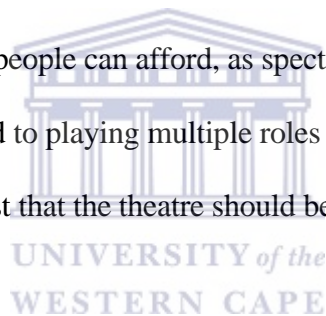 people can afford, as spect
d to playing multiple roles
st that the theatre should be
UNIVERSITY of the
WESTERN CAPE